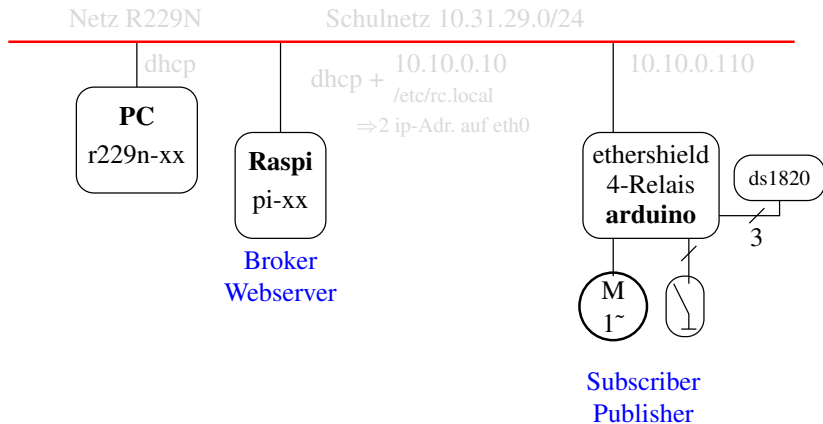 Netz R229N
Schulnetz 10.31.29.0/24
dhcp
dhcp +
10.10.0.10
/etc/rc.local
⇒2 ip-Adr. auf eth0
10.10.0.110
PC
r229n-xx
Raspi
pi-xx
Broker
Webserver
ethershield
4-Relais
arduino
ds1820
3
M
1~
Subscriber
Publisher